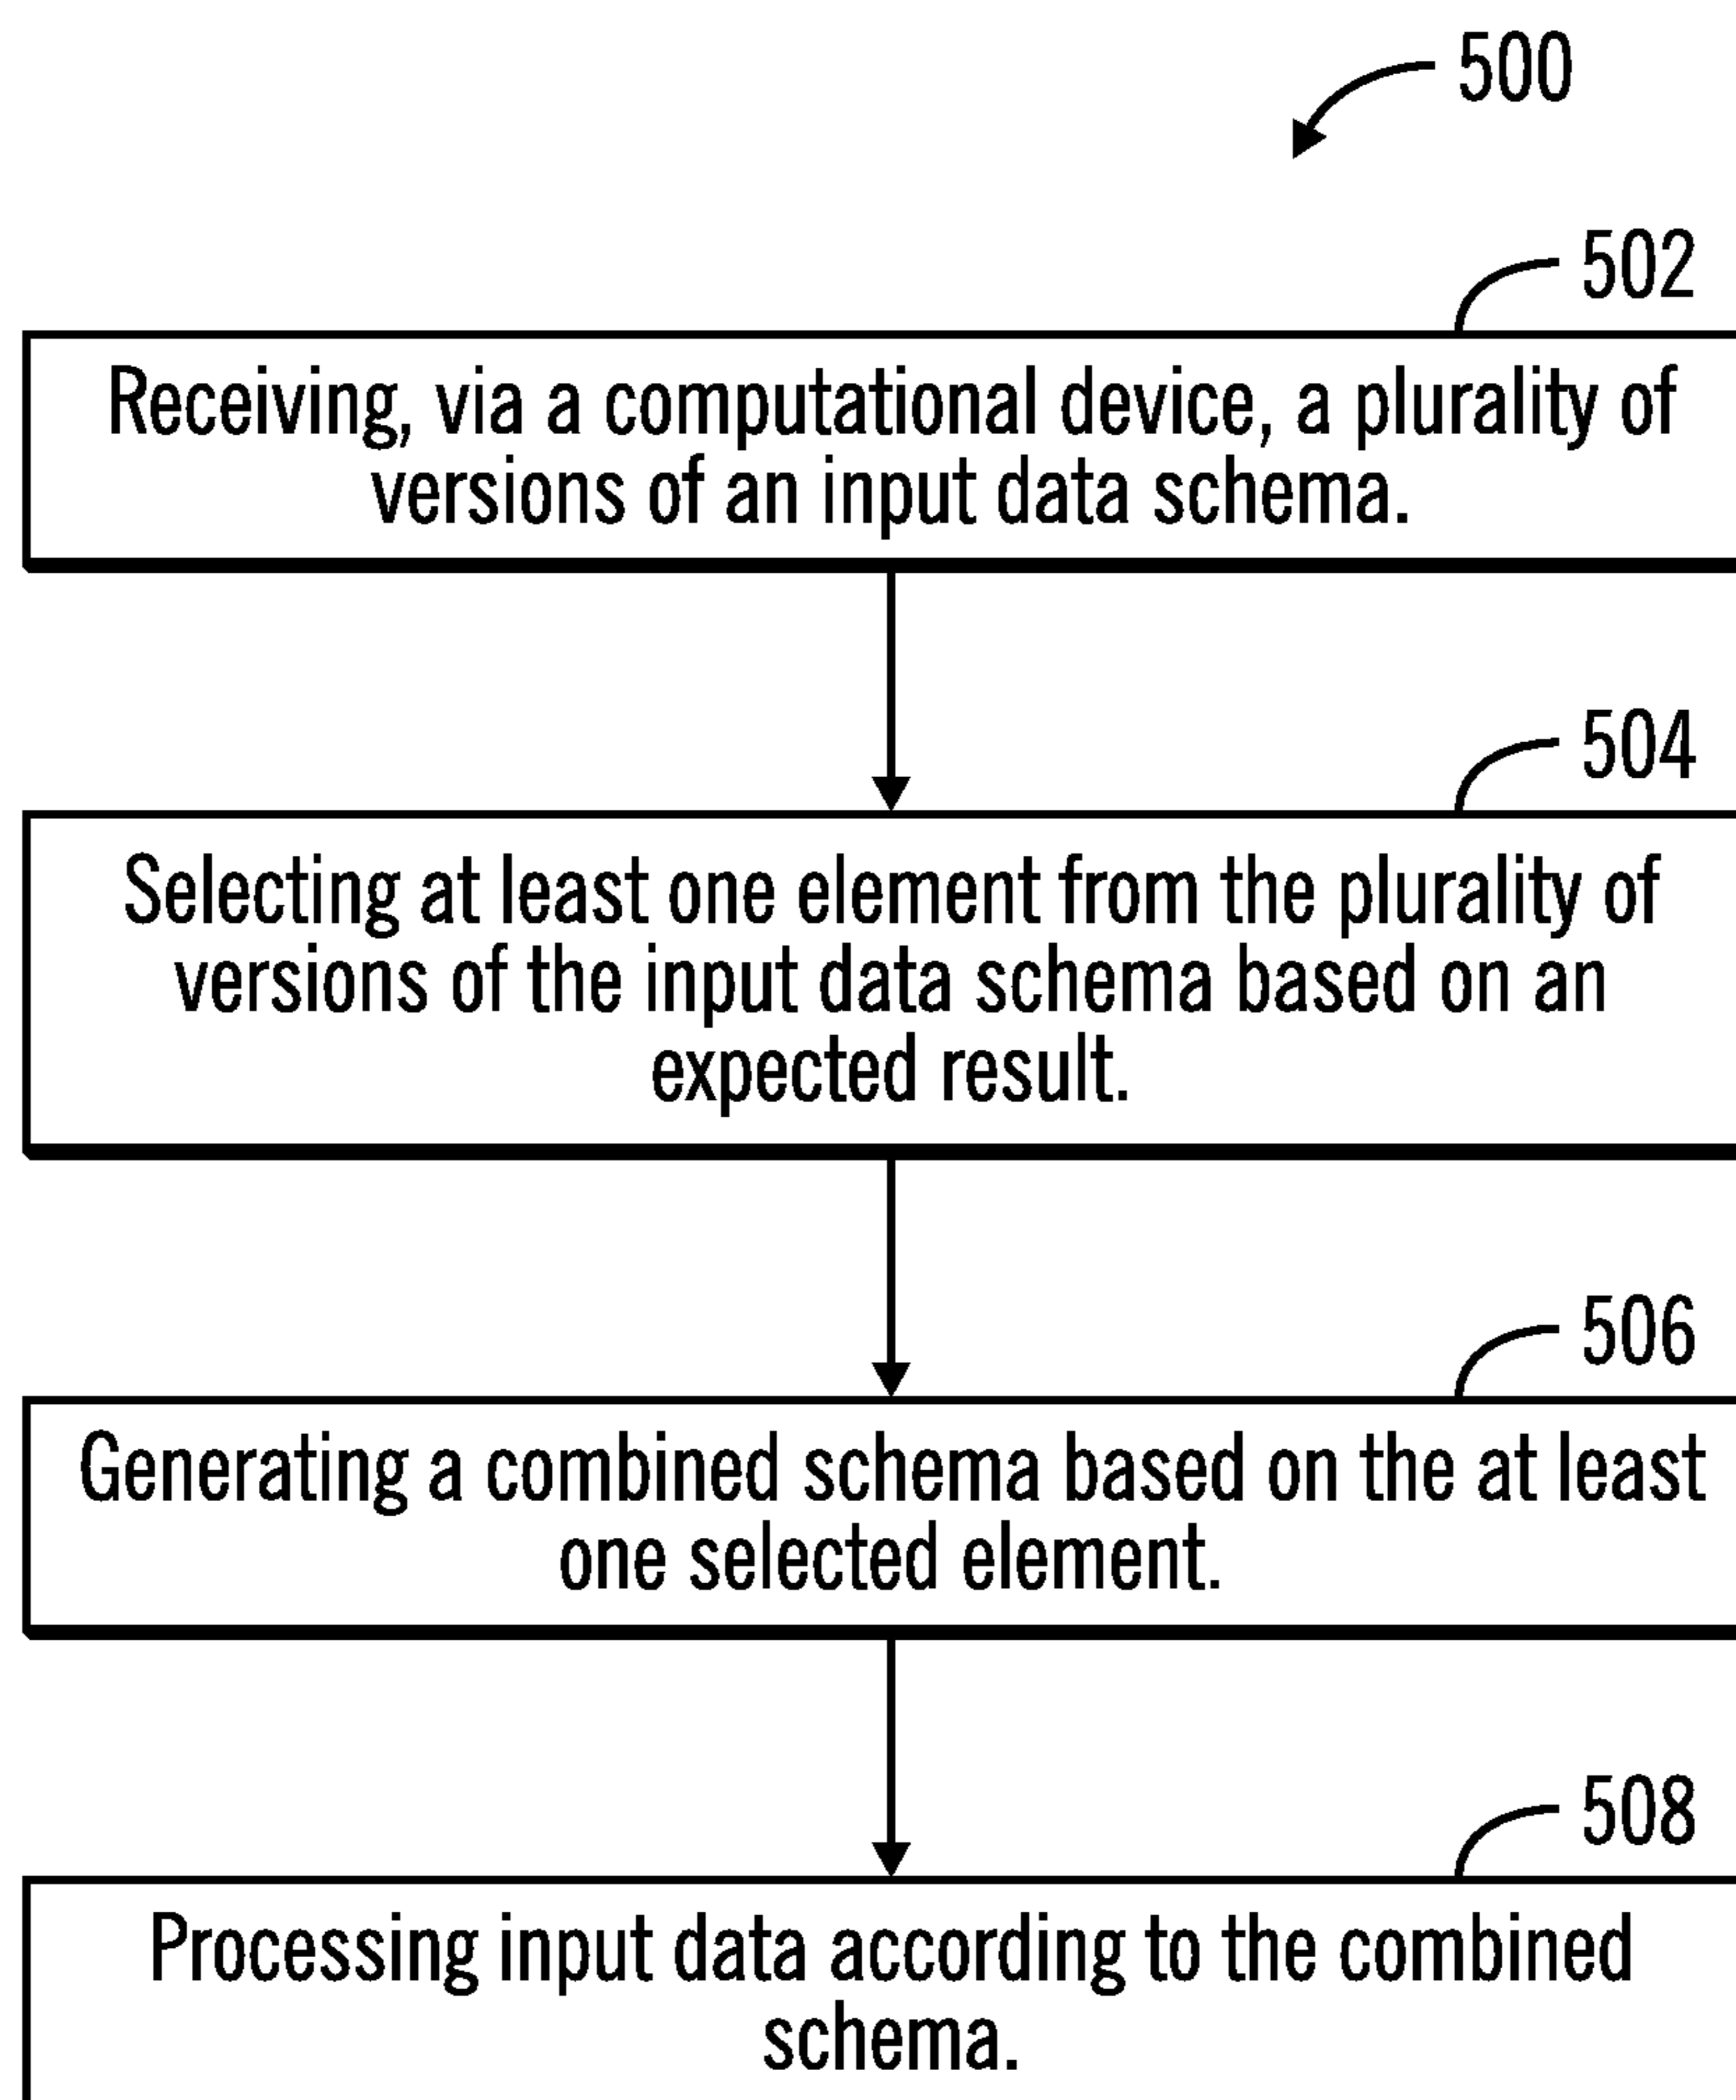 500
502
Receiving, via a computational device, a plurality of
versions of an input data schema.
504
Selecting at least one element from the plurality of
versions of the input data schema based on an
expected result.
506
Generating a combined schema based on the at least
one selected element.
508
Processing input data according to the combined
schema.